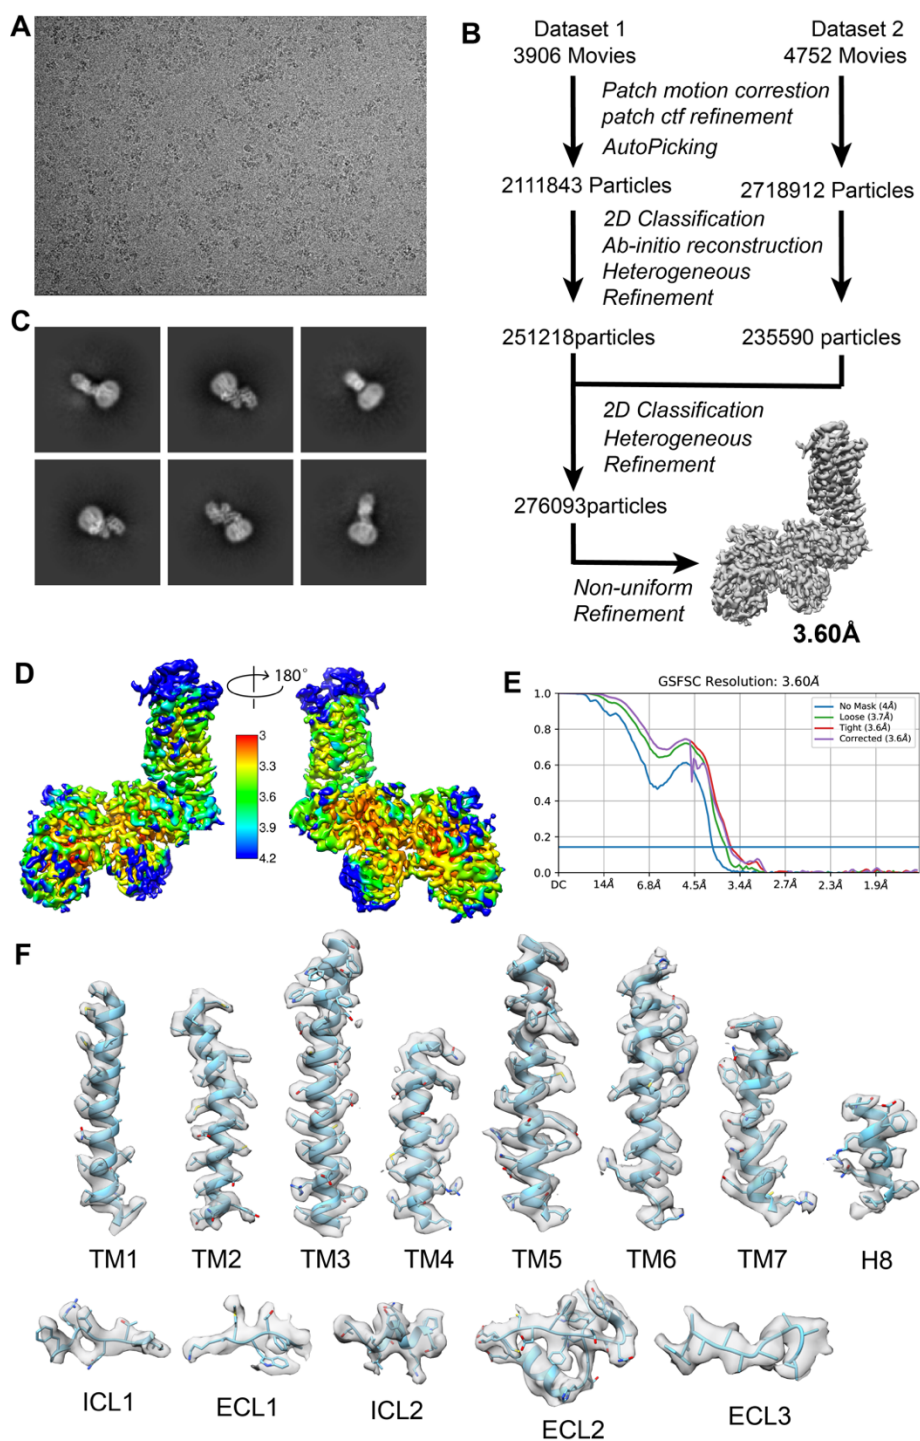 A
B
Dataset 1
3906 Movies
Dataset 2
4752 Movies
Patch motion correstion
patch ctf refinement
AutoPicking
2111843 Particles
2718912 Particles
2D Classification
Ab-initio reconstruction
Heterogeneous
Refinement
251218particles
235590 particles
C
2D Classification
Heterogeneous
Refinement
276093particles
Non-uniform
Refinement
3.60Å
D
180°
3
3.3
3.6
3.9
4.2
E
GSFSC Resolution: 3.60Å
1.0
0.8
0.6
0.4
0.2
0.0
No Mask (4Å)
Loose (3.7Å)
Tight (3.6Å)
Corrected (3.6Å)
DC
14Å
6.8Å
4.5Å
3.4Å
2.7Å
2.3Å
1.9Å
F
TM1
TM2
TM3
TM4
TM5
TM6
TM7
H8
ICL1
ECL1
ICL2
ECL2
ECL3